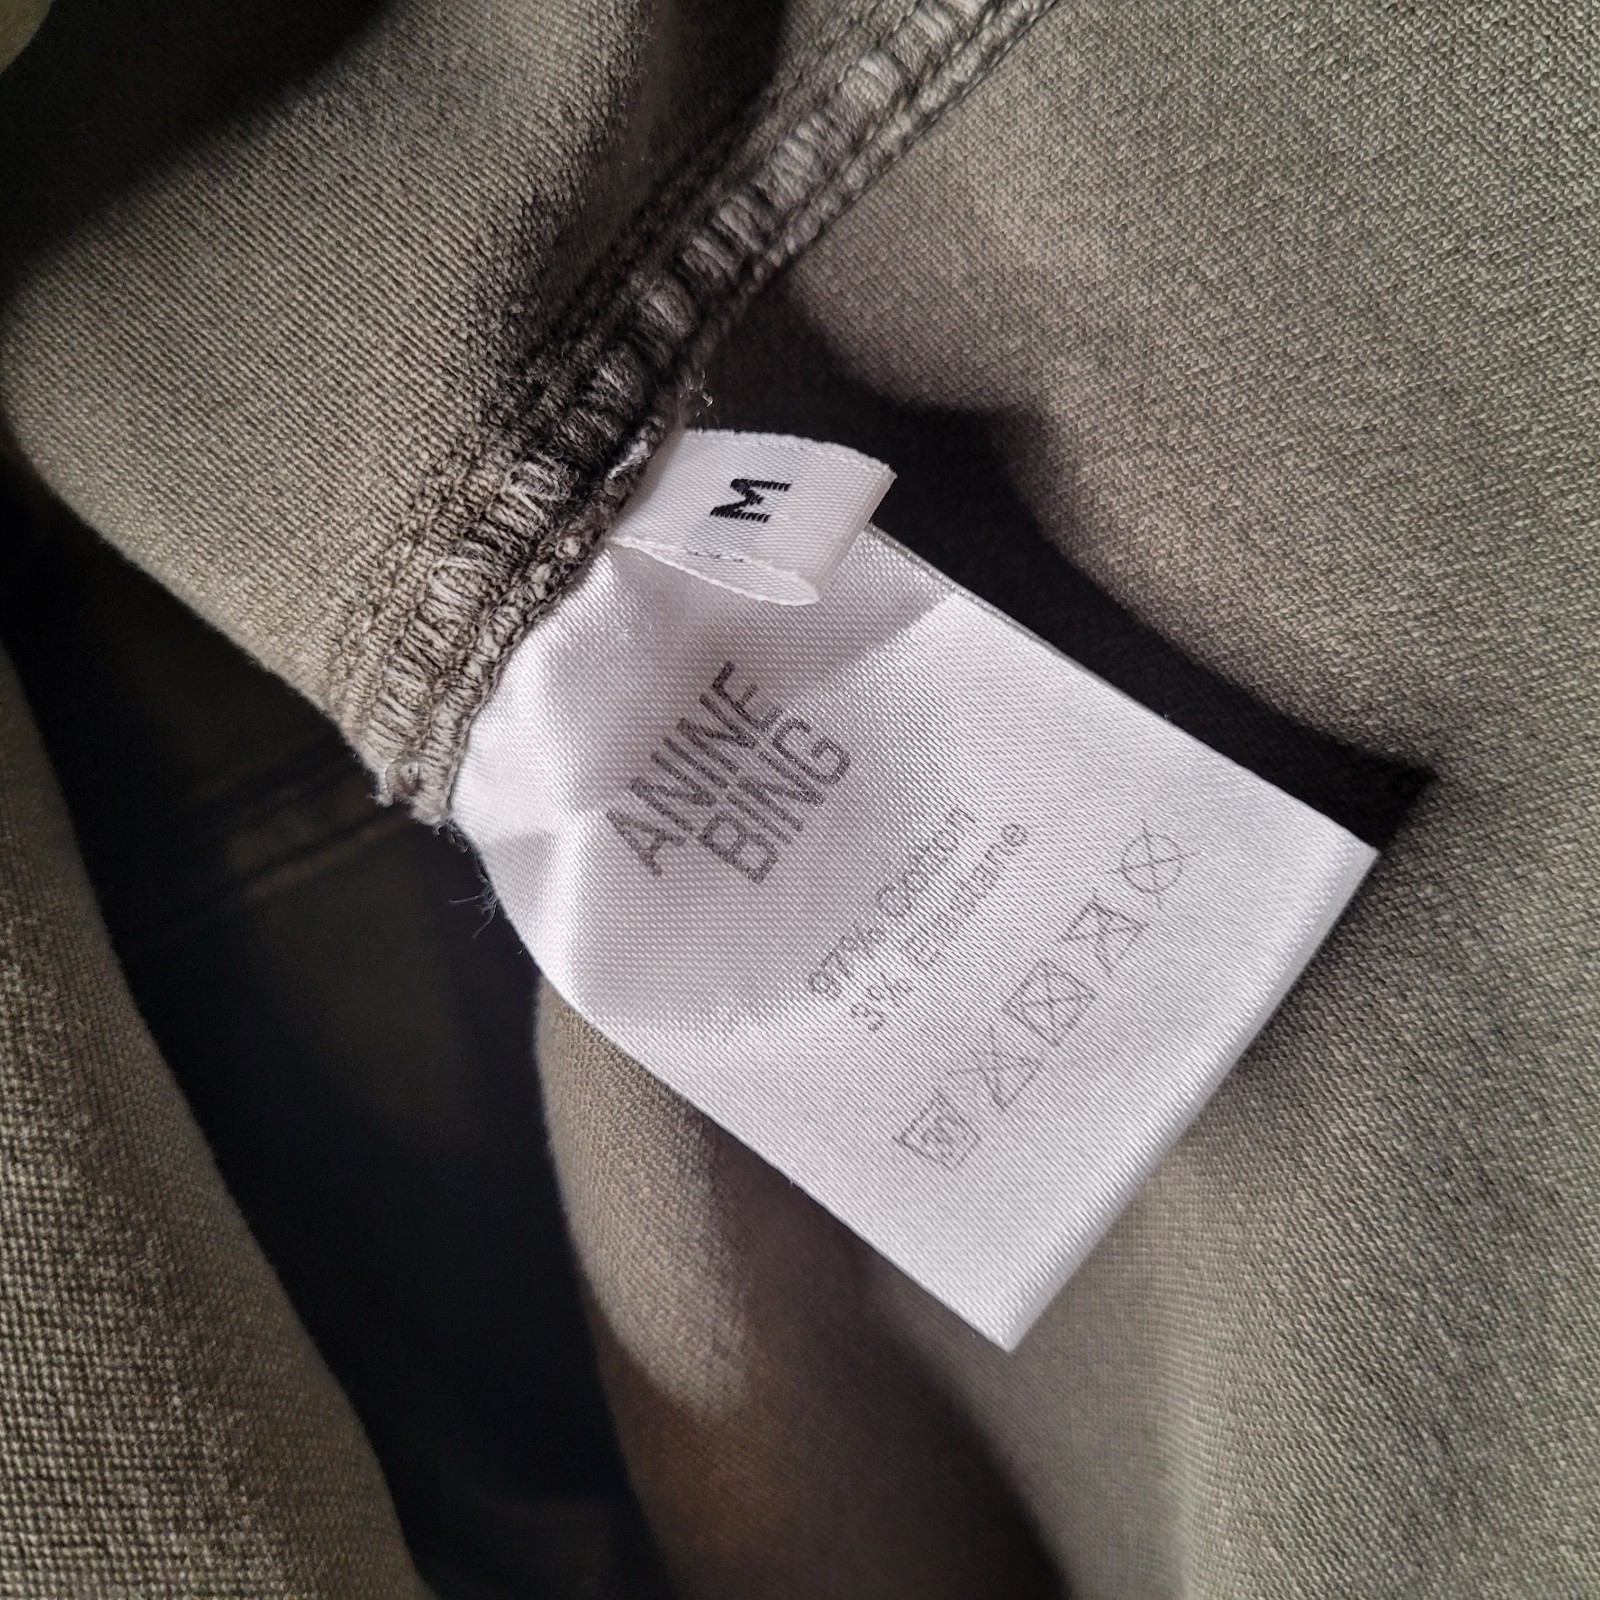 M
ANINE
BING
97% Cotton
3% Elastane